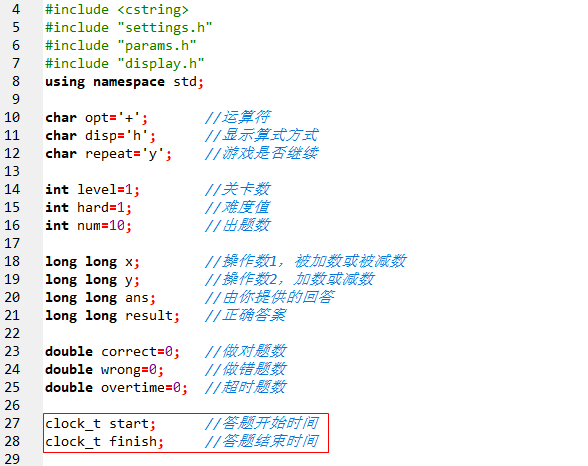 4 #include <cstring>
5 #include "settings.h"
6 #include "params.h"
7 #include "display.h"
8 using namespace std;
9
10 char opt='+'; //运算符
11 char disp='h'; //显示算式方式
12 char repeat='y'; //游戏是否继续
13
14 int level=1; //关卡数
15 int hard=1; //难度值
16 int num=10; //出题数
17
18 long long x; //操作数1，被加数或被减数
19 long long y; //操作数2，加数或减数
20 long long ans; //由你提供的回答
21 long long result; //正确答案
22
23 double correct=0; //做对题数
24 double wrong=0; //做错题数
25 double overtime=0; //超时题数
26
27 clock_t start; //答题开始时间
28 clock_t finish; //答题结束时间
29